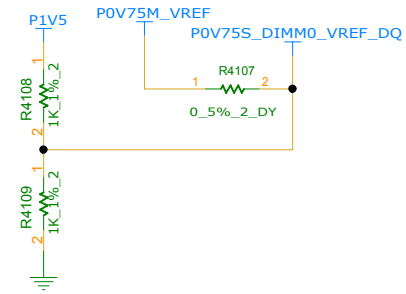 P0V75M_VREF
P1V5
P0V75S_DIMM0_VREF_DQ
R4107
1
2
0_5%_2_DY
1
R4108
1K_1%_2
2
1
R4109
1K_1%_2
2